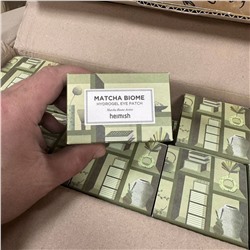 MATCHA BIOME
HYDROGEL EYE PATCH
heimish